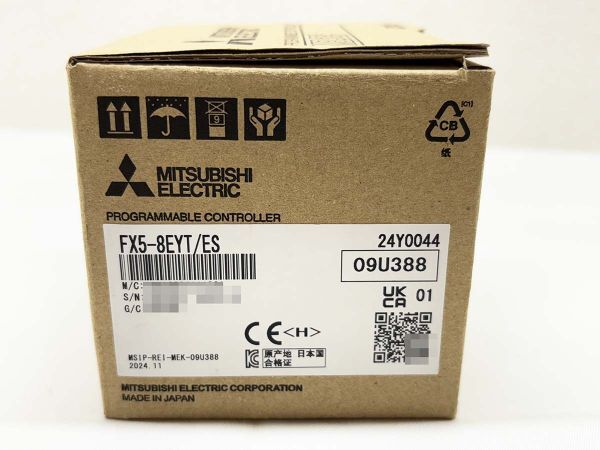 9
[C1]
CB
纸
MITSUBISHI
ELECTRIC
PROGRAMMABLE CONTROLLER
FX5-8EYT/ES
24Y0044
09U388
M/C:
S/N:
G/C
UK
CA 01
CE <H>
MSIP-REI-MEK-09U388
2024.11
原产地 日本国
合格证
MITSUBISHI ELECTRIC CORPORATION
MADE IN JAPAN